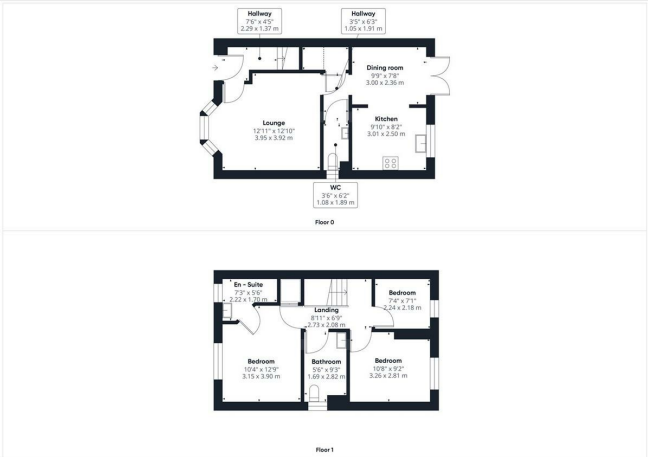 Hallway
7'6" x 4'5"
2.29 x 1.37 m
Hallway
3'5" x 6'3"
1.05 x 1.91 m
Dining room
9'9" x 7'8"
3.00 x 2.36 m
Lounge
12'11" x 12'10"
3.95 x 3.92 m
Kitchen
9'10" x 8'2"
3.01 x 2.50 m
WC
3'6" x 6'2"
1.08 x 1.89 m
Floor 0
En - Suite
7'3" x 5'6"
2.22 x 1.70 m
Bedroom
7'4" x 7'1"
2.24 x 2.18 m
Landing
8'11" x 6'9"
2.73 x 2.08 m
Bedroom
10'4" x 12'9"
3.15 x 3.90 m
Bathroom
5'6" x 9'3"
1.69 x 2.82 m
Bedroom
10'8" x 9'2"
3.26 x 2.81 m
Floor 1